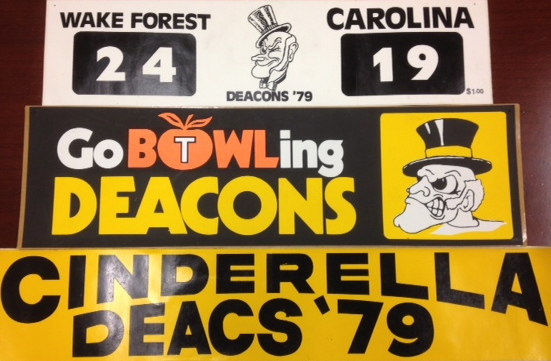 WAKE FOREST CAROLINA
24 19
DEACONS '79 $1.00
Go BOWLing
T
DEACONS
CINDERELLA
DEACS '79